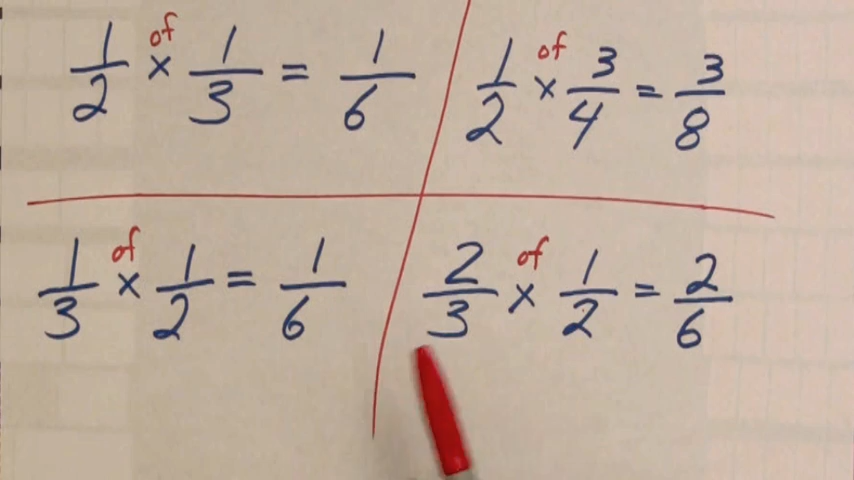 1/2 of × 1/3 = 1/6
1/2 of × 3/4 = 3/8
1/3 of × 1/2 = 1/6
2/3 of × 1/2 = 2/6